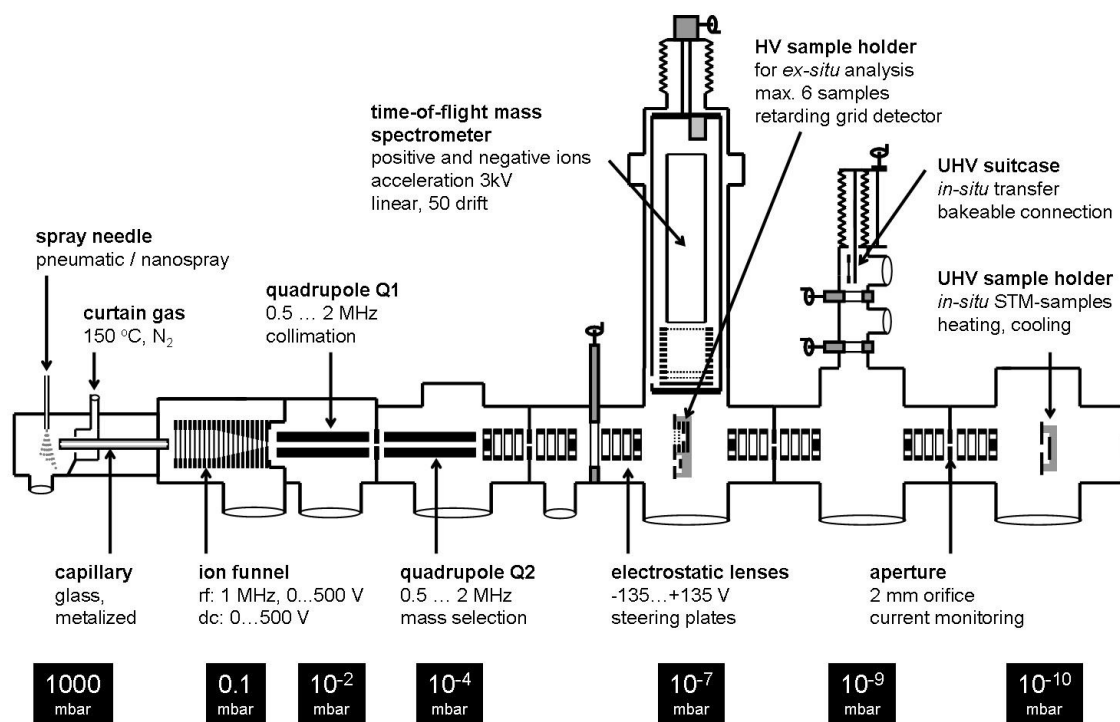 HV sample holder
for ex-situ analysis
max. 6 samples
retarding grid detector
time-of-flight mass
spectrometer
positive and negative ions
acceleration 3kV
linear, 50 drift
UHV suitcase
in-situ transfer
bakeable connection
spray needle
pneumatic / nanospray
UHV sample holder
in-situ STM-samples
heating, cooling
quadrupole Q1
0.5 ... 2 MHz
collimation
curtain gas
150 °C, N₂
capillary
glass,
metalized
ion funnel
rf: 1 MHz, 0...500 V
dc: 0...500 V
quadrupole Q2
0.5 ... 2 MHz
mass selection
electrostatic lenses
-135...+135 V
steering plates
aperture
2 mm orifice
current monitoring
1000
mbar
0.1
mbar
10⁻²
mbar
10⁻⁴
mbar
10⁻⁷
mbar
10⁻⁹
mbar
10⁻¹⁰
mbar